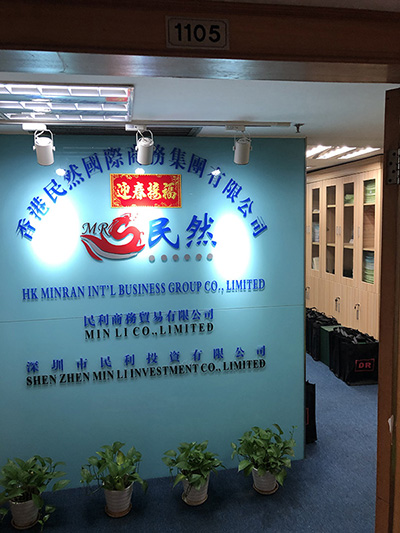 1105
香港民然國際商務集團有限公司
迎春接福
MR 民然
HK MINRAN INT'L BUSINESS GROUP CO., LIMITED
民利商務貿易有限公司
MIN LI CO., LIMITED
深圳市民利投資有限公司
SHEN ZHEN MIN LI INVESTMENT CO., LIMITED
DR